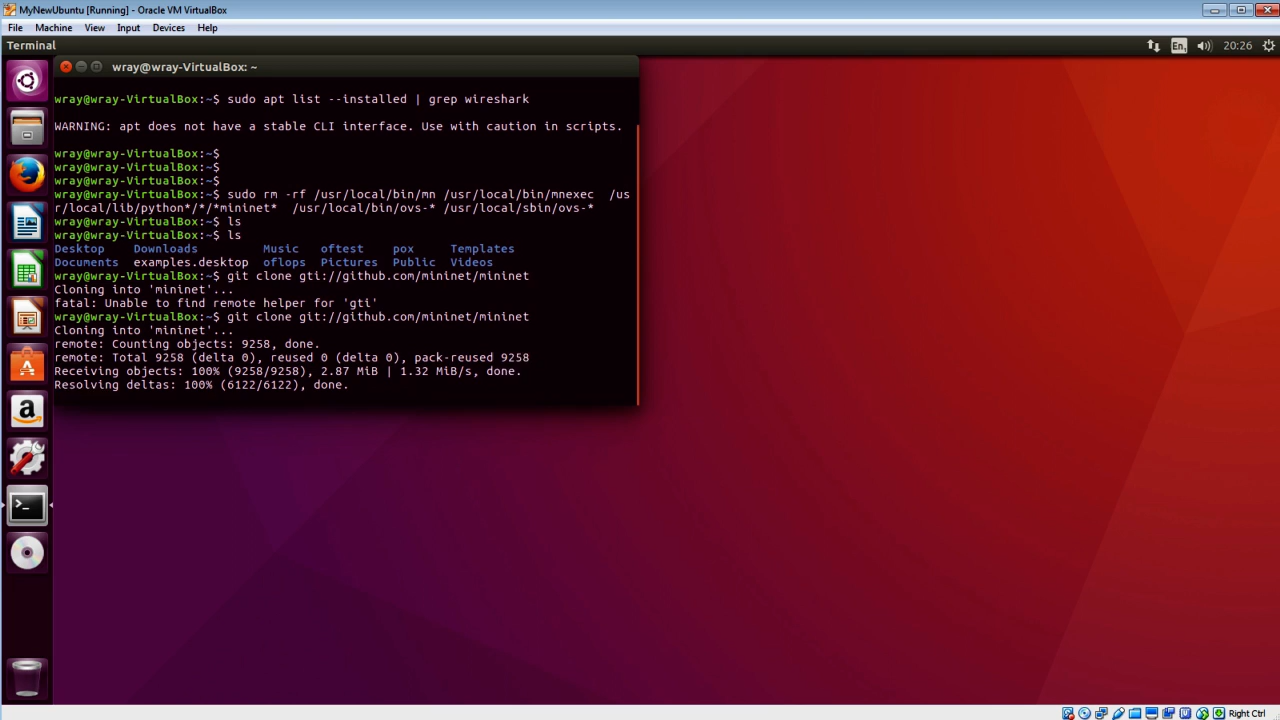 MyNewUbuntu [Running] - Oracle VM VirtualBox
File Machine View Input Devices Help
Terminal
En 20:26
wray@wray-VirtualBox: ~
wray@wray-VirtualBox:~$ sudo apt list --installed | grep wireshark
WARNING: apt does not have a stable CLI interface. Use with caution in scripts.
wray@wray-VirtualBox:~$
wray@wray-VirtualBox:~$
wray@wray-VirtualBox:~$
wray@wray-VirtualBox:~$ sudo rm -rf /usr/local/bin/mn /usr/local/bin/mnexec  /us
r/local/lib/python*/*/*mininet*  /usr/local/bin/ovs-* /usr/local/sbin/ovs-*
wray@wray-VirtualBox:~$ ls
wray@wray-VirtualBox:~$ ls
Desktop    Downloads         Music   oftest    pox     Templates
Documents  examples.desktop  oflops  Pictures  Public  Videos
wray@wray-VirtualBox:~$ git clone gti://github.com/mininet/mininet
Cloning into 'mininet'...
fatal: Unable to find remote helper for 'gti'
wray@wray-VirtualBox:~$ git clone git://github.com/mininet/mininet
Cloning into 'mininet'...
remote: Counting objects: 9258, done.
remote: Total 9258 (delta 0), reused 0 (delta 0), pack-reused 9258
Receiving objects: 100% (9258/9258), 2.87 MiB | 1.32 MiB/s, done.
Resolving deltas: 100% (6122/6122), done.
Right Ctrl